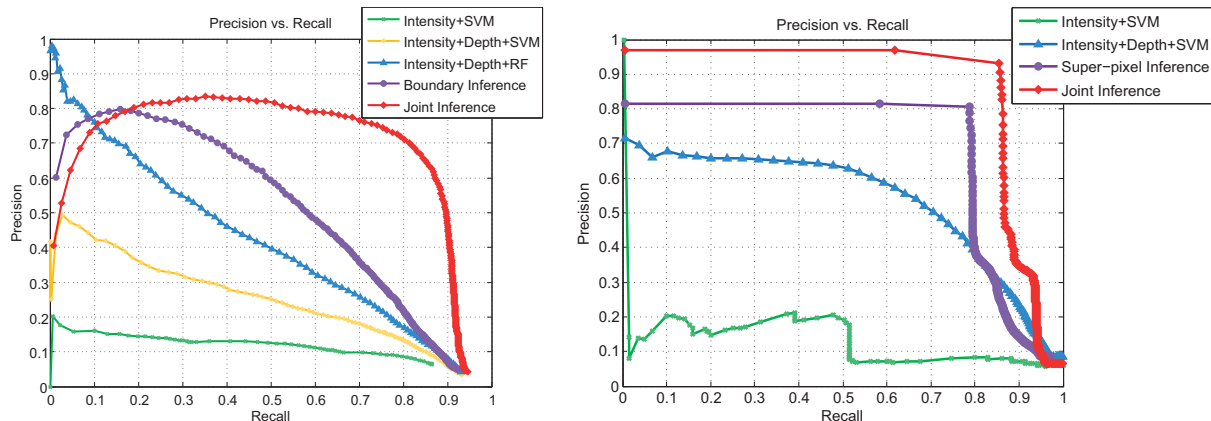 Precision vs. Recall
Intensity+SVM
Intensity+Depth+SVM
Intensity+Depth+RF
Boundary Inference
Joint Inference
Precision
1
0.9
0.8
0.7
0.6
0.5
0.4
0.3
0.2
0.1
0
0 0.1 0.2 0.3 0.4 0.5 0.6 0.7 0.8 0.9 1
Recall
Precision vs. Recall
Intensity+SVM
Intensity+Depth+SVM
Super-pixel Inference
Joint Inference
Precision
1
0.9
0.8
0.7
0.6
0.5
0.4
0.3
0.2
0.1
0
0 0.1 0.2 0.3 0.4 0.5 0.6 0.7 0.8 0.9 1
Recall